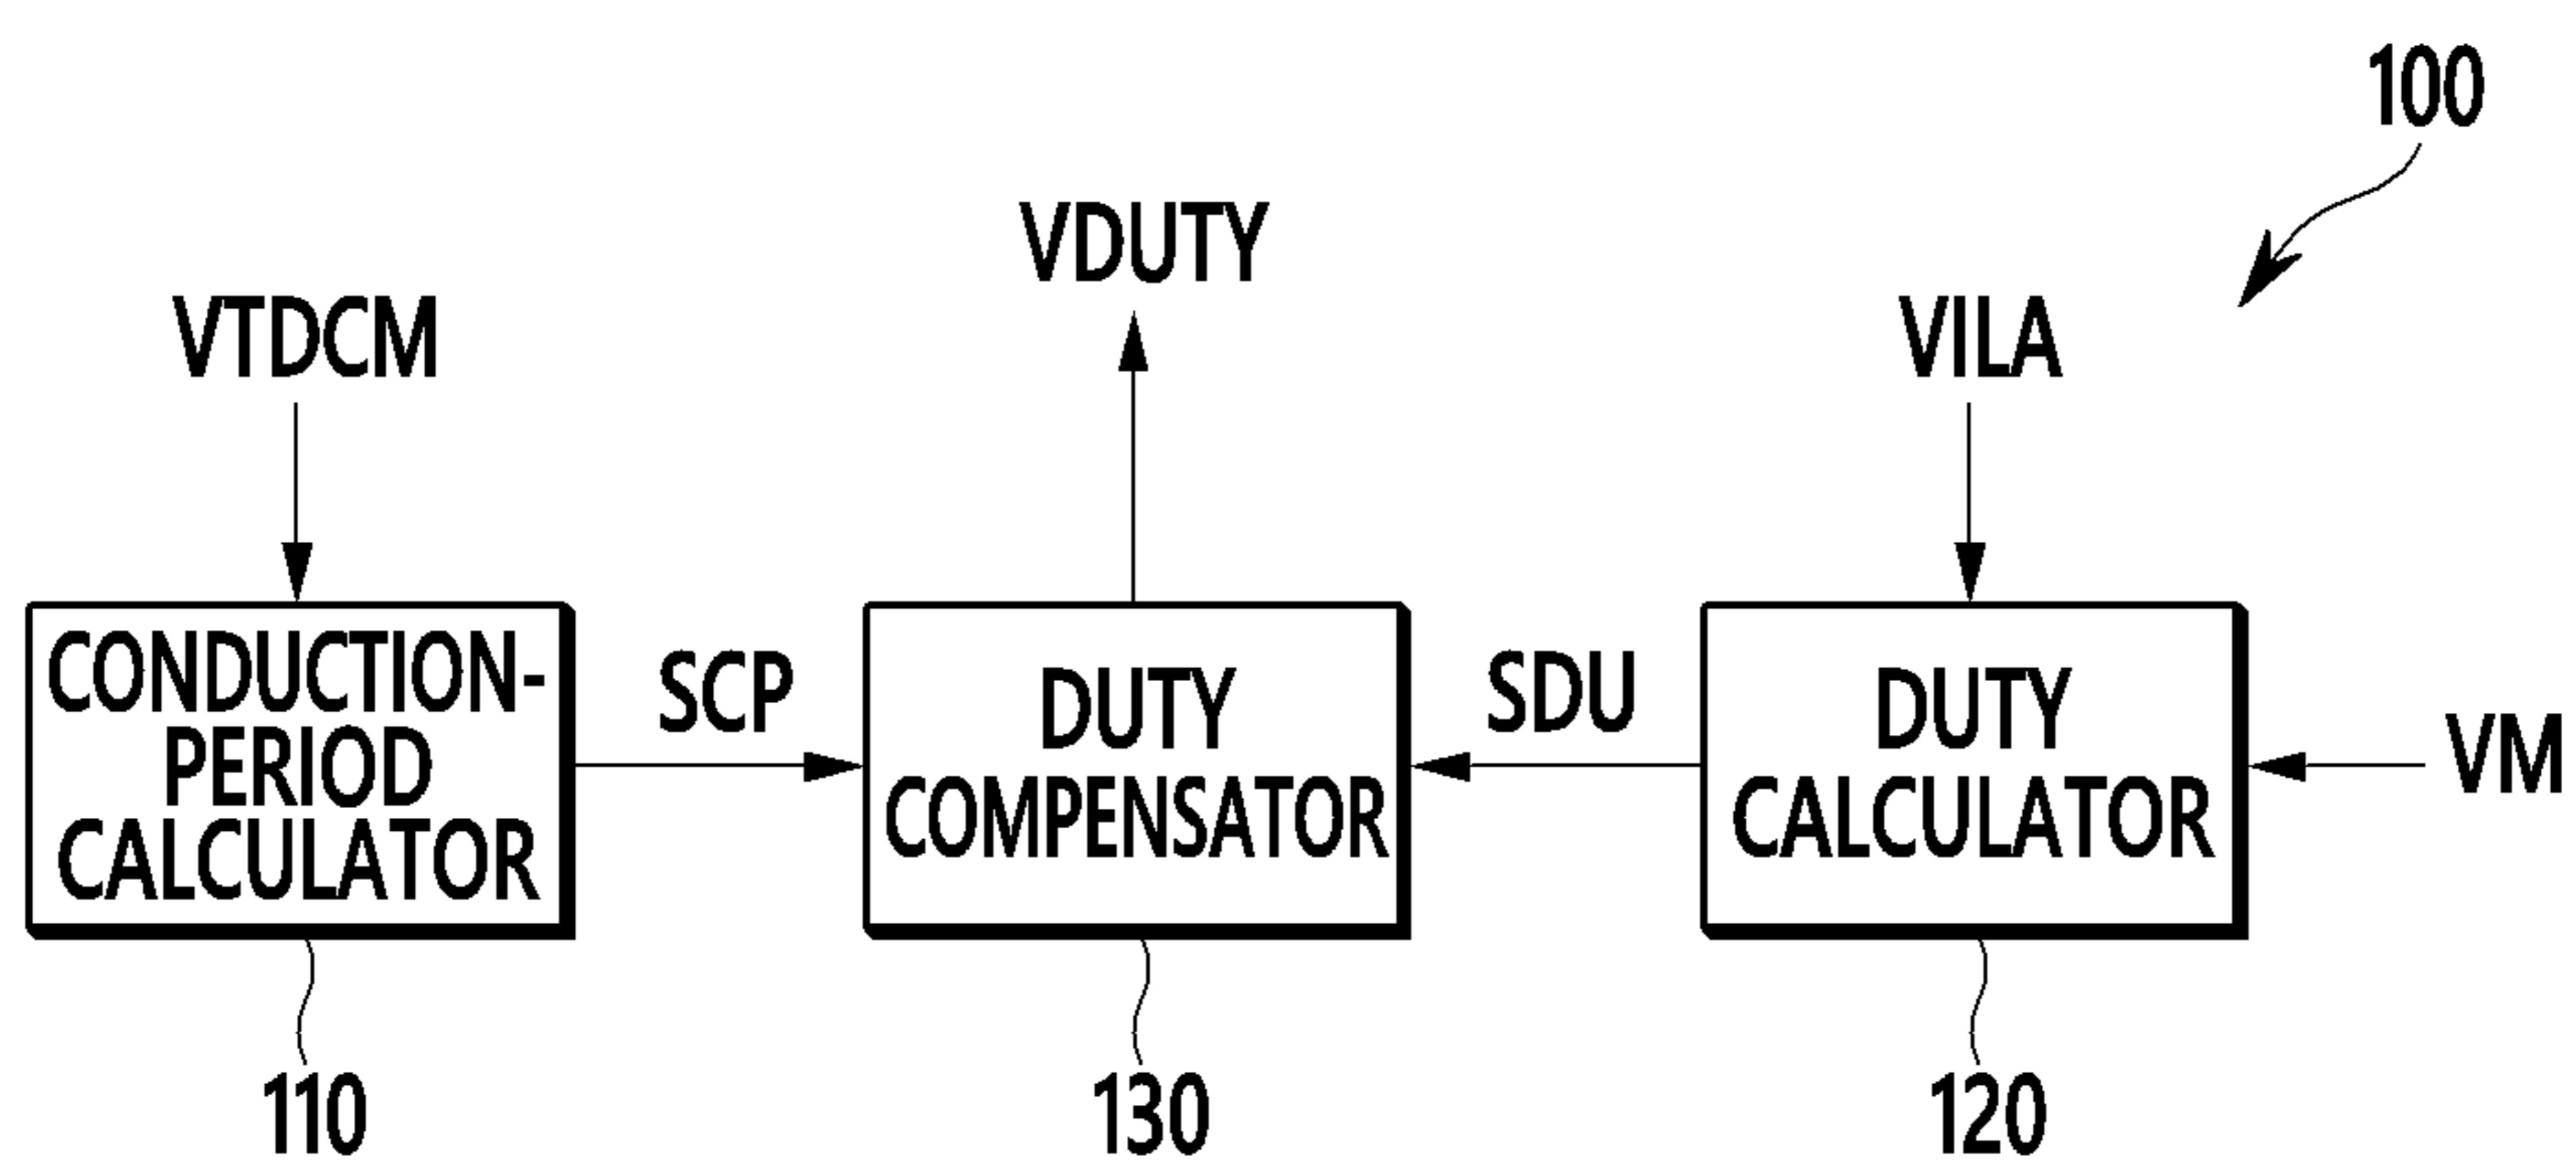 100
VDUTY
VTDCM
VILA
CONDUCTION-
PERIOD
CALCULATOR
SCP
DUTY
COMPENSATOR
SDU
DUTY
CALCULATOR
VM
110
130
120